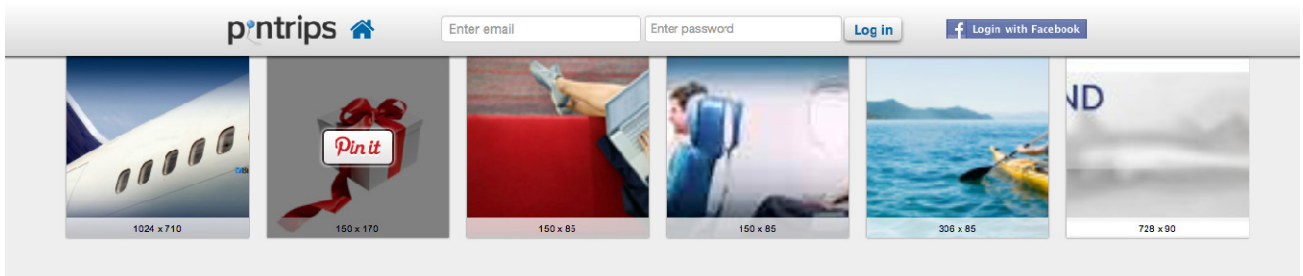 pintrips
Enter email
Enter password
Log in
f Login with Facebook
Pin it
ND
1024 x 710
150 x 170
150 x 85
150 x 85
306 x 85
728 x 90